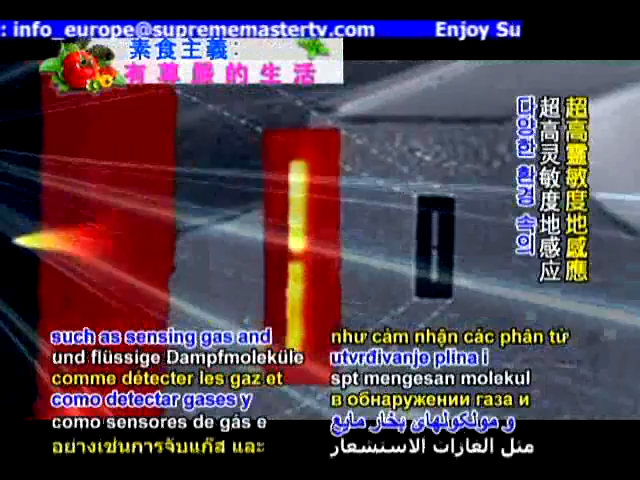 : info_europe@suprememastertv.com Enjoy Su
素食主義:
有尊嚴的生活
超高靈敏度地感應
超高灵敏度地感应
다양한 환경 속의
such as sensing gas and
und flüssige Dampfmoleküle
comme détecter les gaz et
como detectar gases y
como sensores de gás e
อย่างเช่นการจับแก๊ส และ
như cảm nhận các phân tử
utvrđivanje plina i
spt mengesan molekul
в обнаружении газа и
و مولکولهای بخار مایع
مثل الغازات الاستشعار